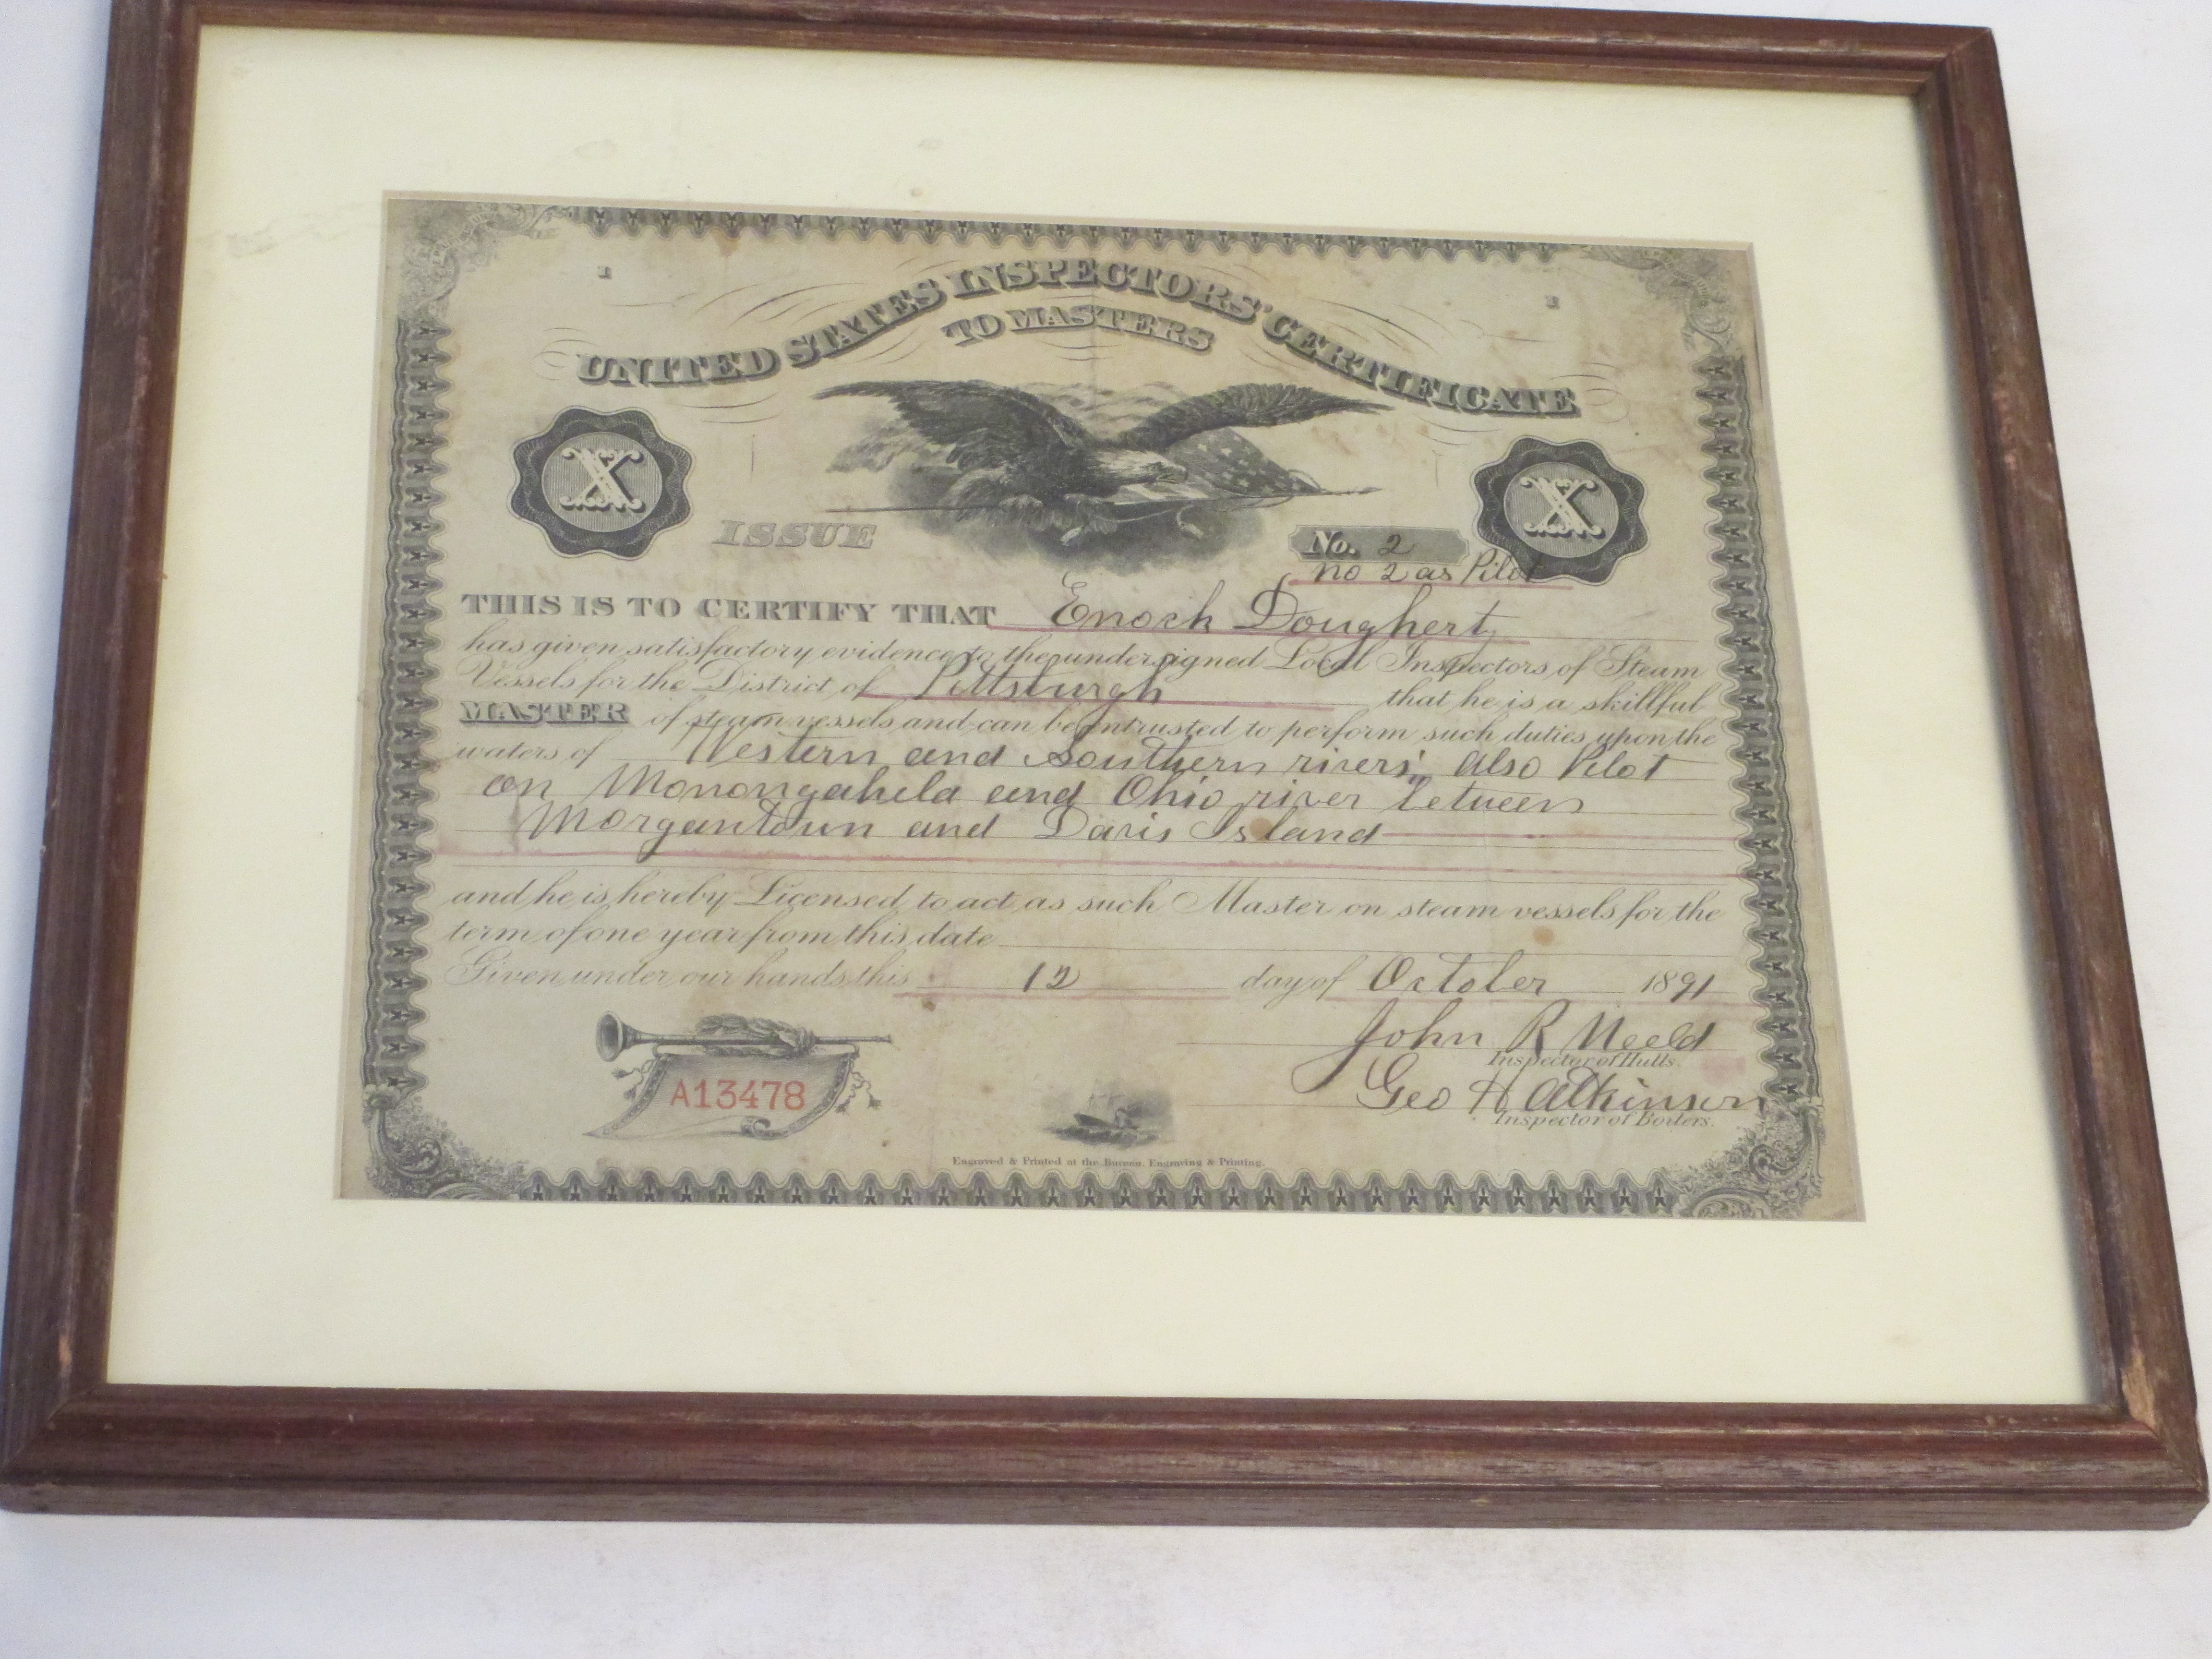 UNITED STATES INSPECTORS' CERTIFICATE
TO MASTERS
X
X
ISSUE
No. 2
no 2 as Pilot
THIS IS TO CERTIFY THAT Enoch Dougherty
has given satisfactory evidence to the undersigned Local Inspectors of Steam
Vessels for the District of Pittsburgh that he is a skillful
MASTER of steam vessels and can be entrusted to perform such duties upon the
waters of Western and Southern rivers, Also Pilot
on Monongahela and Ohio river between
Morgantown and Davis Island
and he is hereby Licensed to act as such Master on steam vessels for the
term of one year from this date
Given under our hands this 12 day of October 1891
John R Neeld
Inspector of Hulls.
Geo H Atkinson
Inspector of Boilers.
A13478
Engraved & Printed at the Bureau, Engraving & Printing.